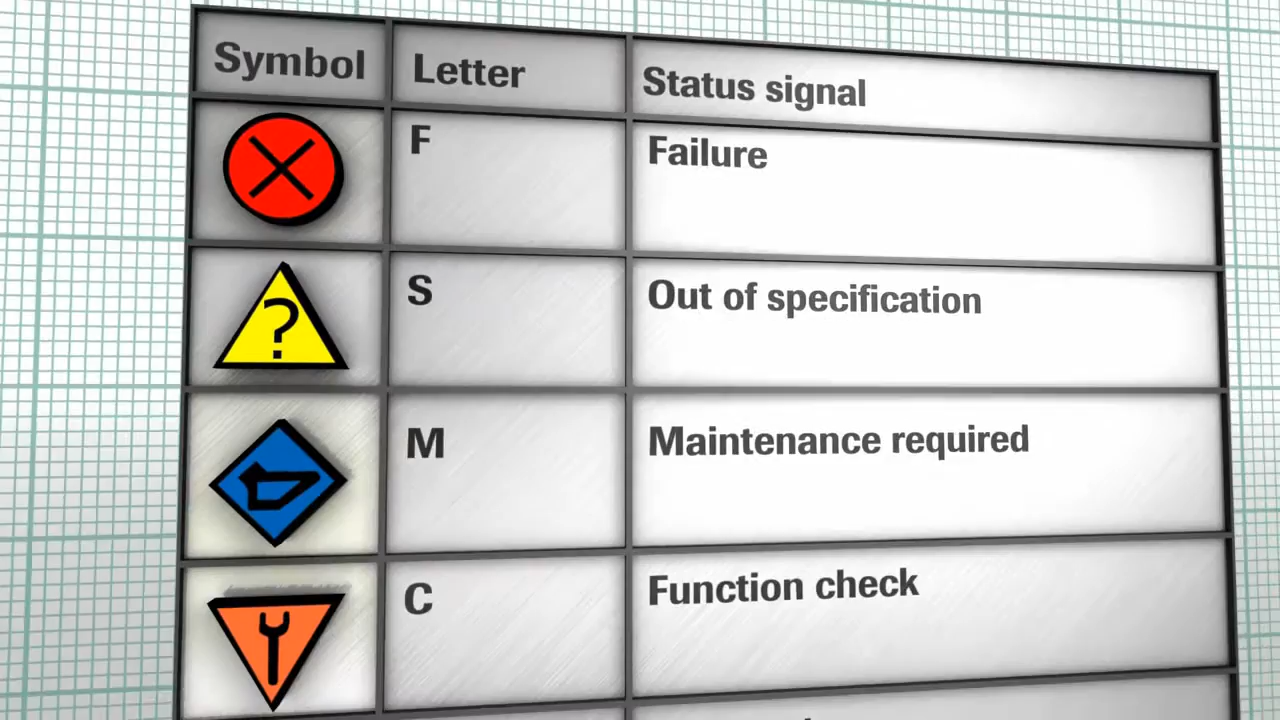 Symbol Letter Status signal
F Failure
? S Out of specification
M Maintenance required
C Function check